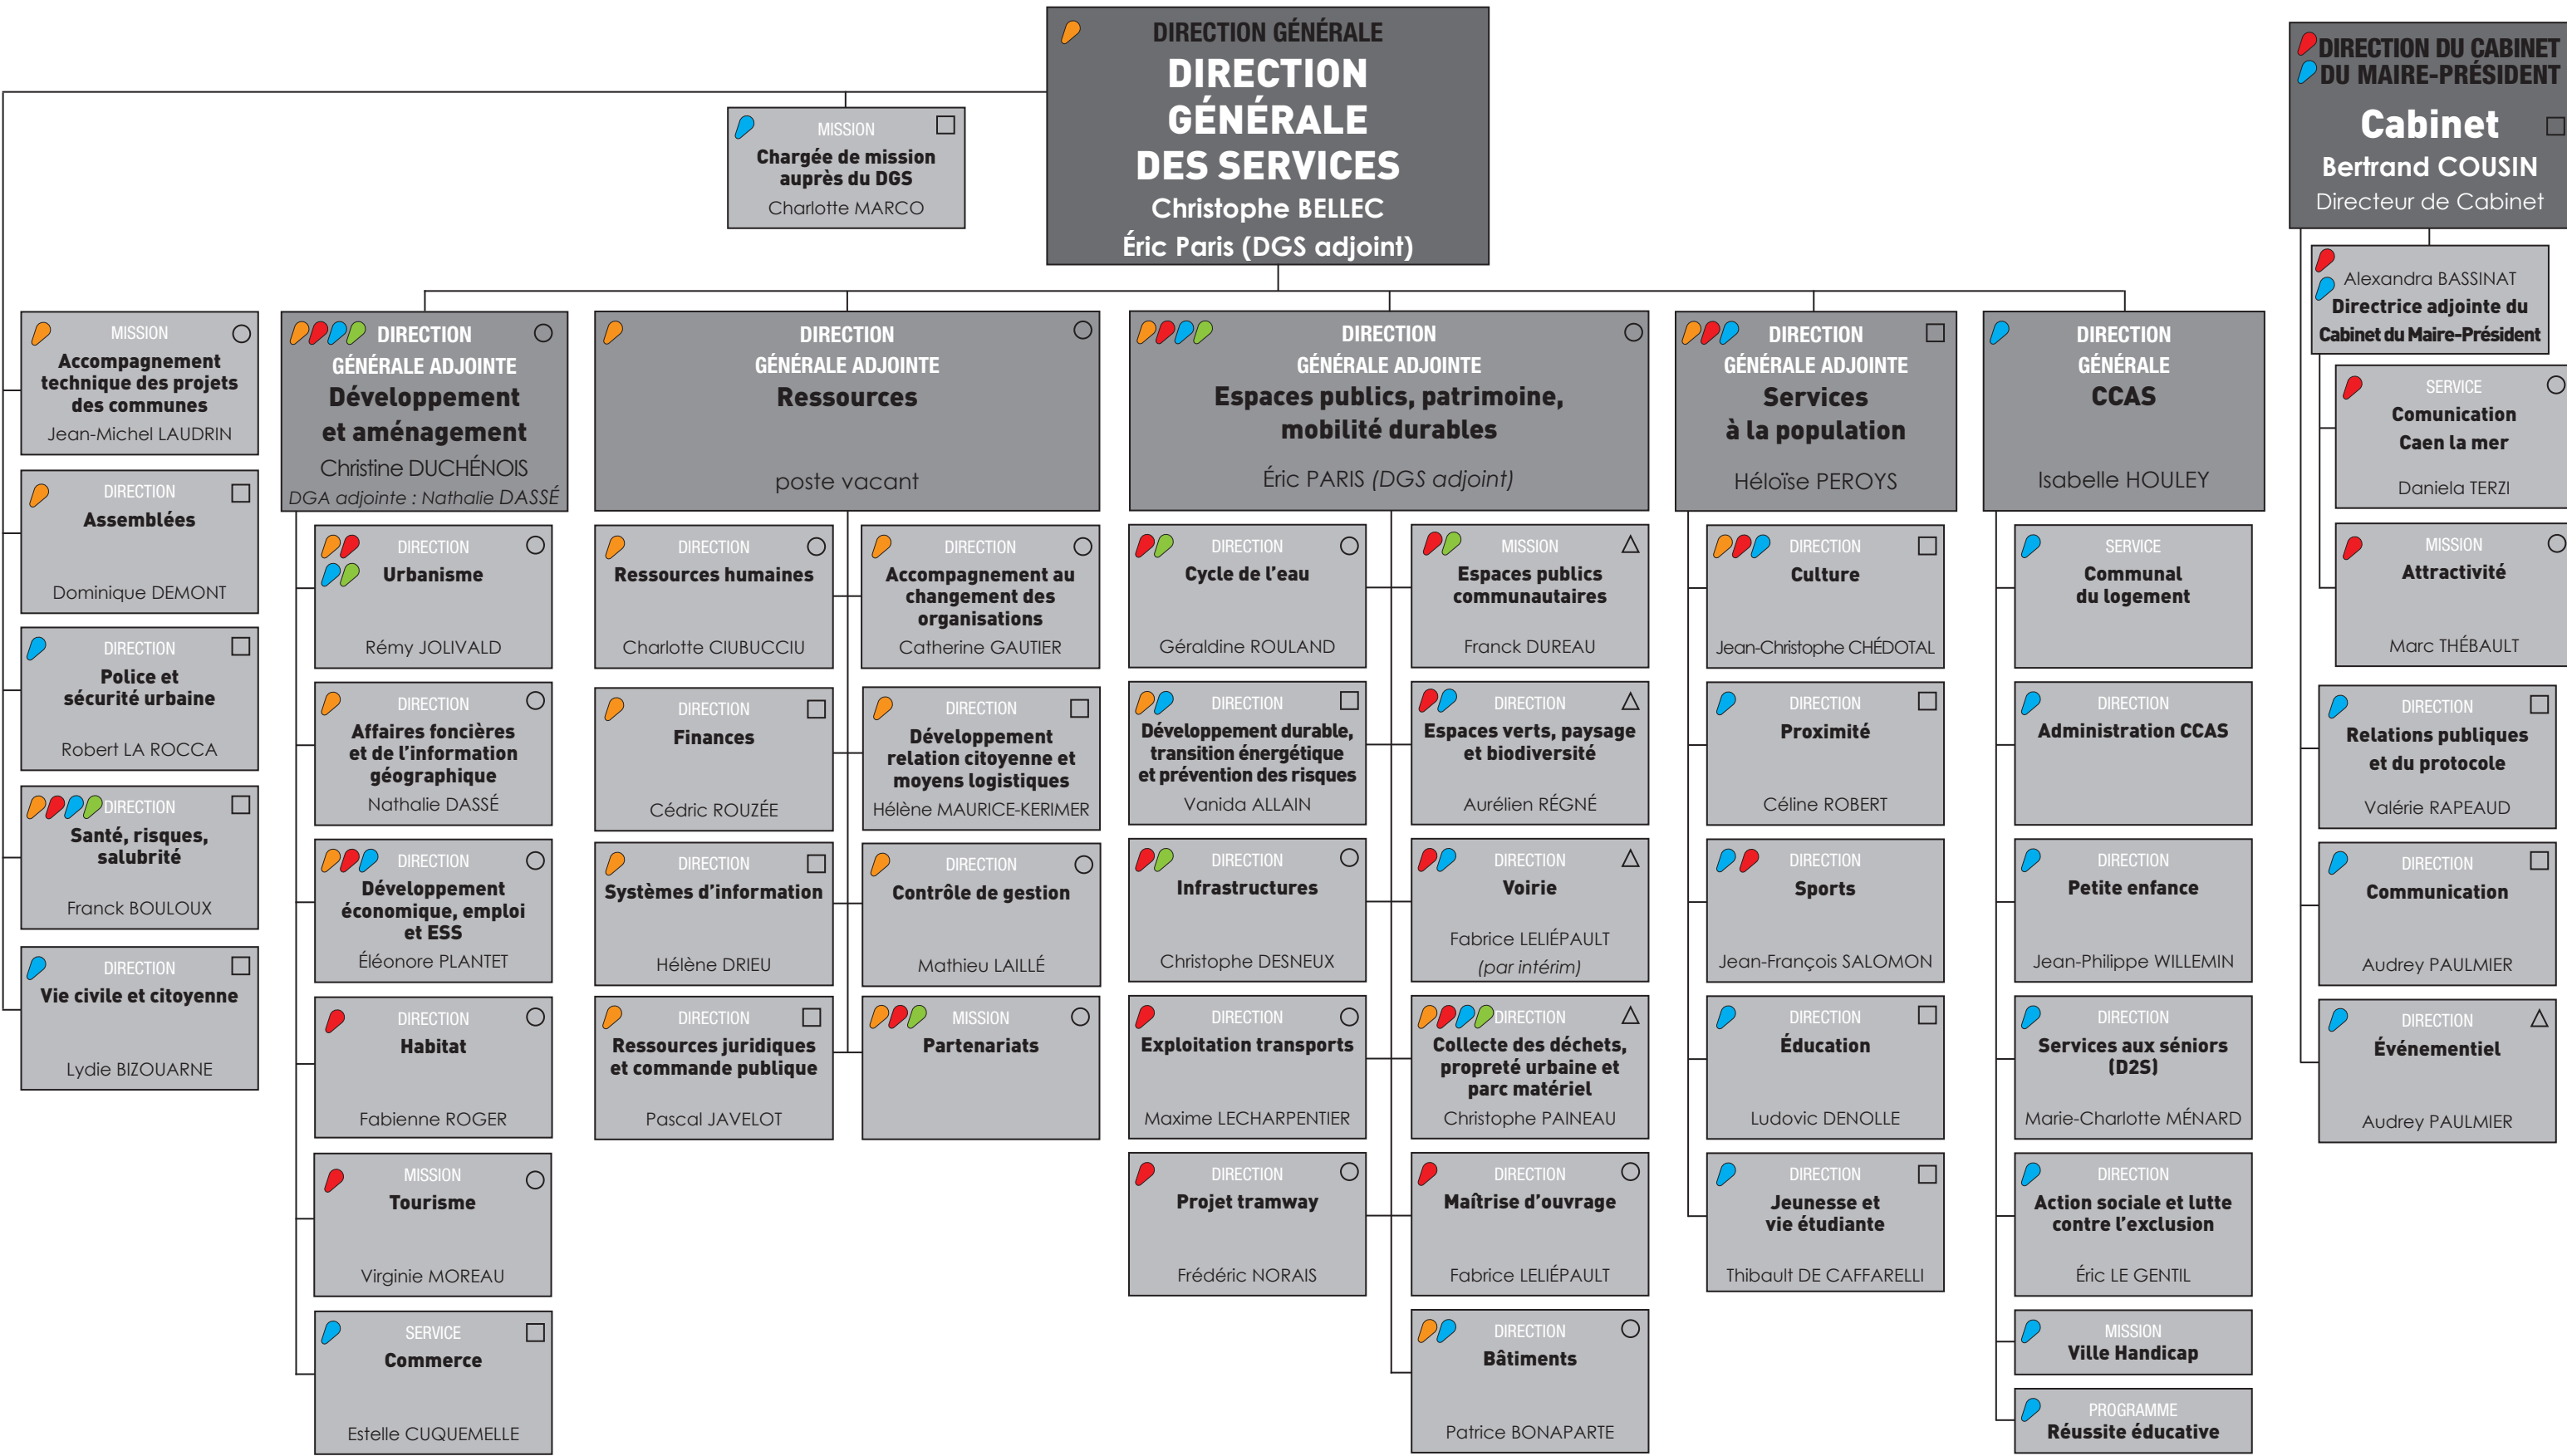 DIRECTION GÉNÉRALE
DIRECTION
GÉNÉRALE
DES SERVICES
Christophe BELLEC
Éric Paris (DGS adjoint)
DIRECTION DU CABINET
DU MAIRE-PRÉSIDENT
Cabinet
Bertrand COUSIN
Directeur de Cabinet
MISSION
Chargée de mission
auprès du DGS
Charlotte MARCO
Alexandra BASSINAT
Directrice adjointe du
Cabinet du Maire-Président
MISSION
Accompagnement
technique des projets
des communes
Jean-Michel LAUDRIN
DIRECTION
Assemblées
Dominique DEMONT
DIRECTION
Police et
sécurité urbaine
Robert LA ROCCA
DIRECTION
Santé, risques,
salubrité
Franck BOULOUX
DIRECTION
Vie civile et citoyenne
Lydie BIZOUARNE
DIRECTION
GÉNÉRALE ADJOINTE
Développement
et aménagement
Christine DUCHÉNOIS
DGA adjointe : Nathalie DASSÉ
DIRECTION
Urbanisme
Rémy JOLIVALD
DIRECTION
Affaires foncières
et de l'information
géographique
Nathalie DASSÉ
DIRECTION
Développement
économique, emploi
et ESS
Éléonore PLANTET
DIRECTION
Habitat
Fabienne ROGER
MISSION
Tourisme
Virginie MOREAU
SERVICE
Commerce
Estelle CUQUEMELLE
DIRECTION
GÉNÉRALE ADJOINTE
Ressources
poste vacant
DIRECTION
Ressources humaines
Charlotte CIUBUCCIU
DIRECTION
Finances
Cédric ROUZÉE
DIRECTION
Systèmes d'information
Hélène DRIEU
DIRECTION
Ressources juridiques
et commande publique
Pascal JAVELOT
DIRECTION
Accompagnement au
changement des
organisations
Catherine GAUTIER
DIRECTION
Développement
relation citoyenne et
moyens logistiques
Hélène MAURICE-KERIMER
DIRECTION
Contrôle de gestion
Mathieu LAILLÉ
MISSION
Partenariats
DIRECTION
GÉNÉRALE ADJOINTE
Espaces publics, patrimoine,
mobilité durables
Éric PARIS (DGS adjoint)
DIRECTION
Cycle de l'eau
Géraldine ROULAND
DIRECTION
Développement durable,
transition énergétique
et prévention des risques
Vanida ALLAIN
DIRECTION
Infrastructures
Christophe DESNEUX
DIRECTION
Exploitation transports
Maxime LECHARPENTIER
DIRECTION
Projet tramway
Frédéric NORAIS
MISSION
Espaces publics
communautaires
Franck DUREAU
DIRECTION
Espaces verts, paysage
et biodiversité
Aurélien RÉGNÉ
DIRECTION
Voirie
Fabrice LELIÉPAULT
(par intérim)
DIRECTION
Collecte des déchets,
propreté urbaine et
parc matériel
Christophe PAINEAU
DIRECTION
Maîtrise d'ouvrage
Fabrice LELIÉPAULT
DIRECTION
Bâtiments
Patrice BONAPARTE
DIRECTION
GÉNÉRALE ADJOINTE
Services
à la population
Héloïse PEROYS
DIRECTION
Culture
Jean-Christophe CHÉDOTAL
DIRECTION
Proximité
Céline ROBERT
DIRECTION
Sports
Jean-François SALOMON
DIRECTION
Éducation
Ludovic DENOLLE
DIRECTION
Jeunesse et
vie étudiante
Thibault DE CAFFARELLI
DIRECTION
GÉNÉRALE
CCAS
Isabelle HOULEY
SERVICE
Communal
du logement
DIRECTION
Administration CCAS
DIRECTION
Petite enfance
Jean-Philippe WILLEMIN
DIRECTION
Services aux séniors
(D2S)
Marie-Charlotte MÉNARD
DIRECTION
Action sociale et lutte
contre l'exclusion
Éric LE GENTIL
MISSION
Ville Handicap
PROGRAMME
Réussite éducative
SERVICE
Comunication
Caen la mer
Daniela TERZI
MISSION
Attractivité
Marc THÉBAULT
DIRECTION
Relations publiques
et du protocole
Valérie RAPEAUD
DIRECTION
Communication
Audrey PAULMIER
DIRECTION
Événementiel
Audrey PAULMIER